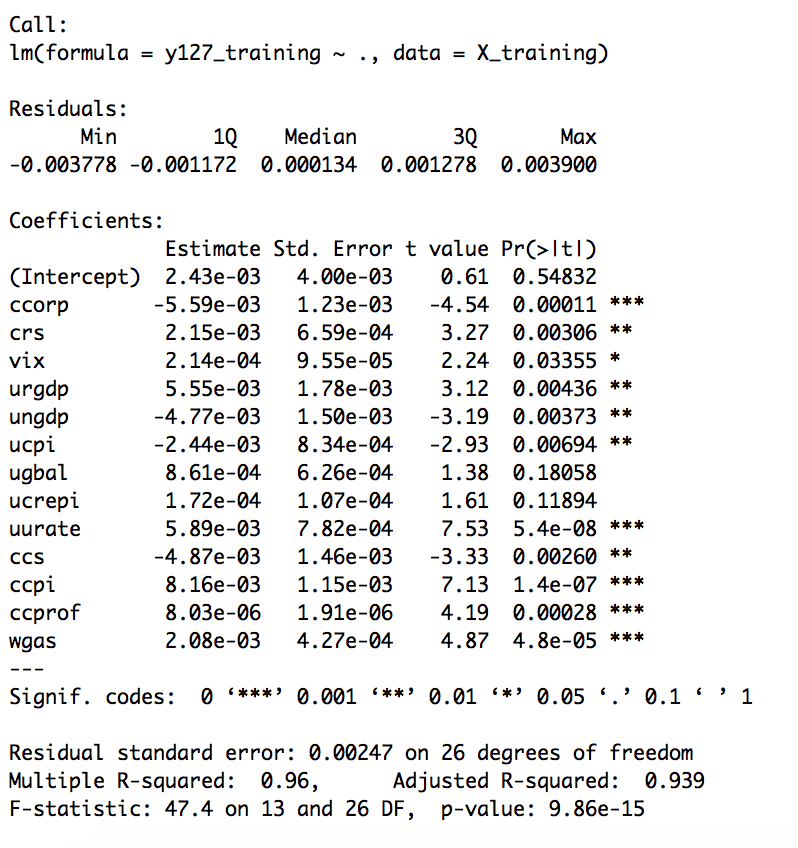 Call:
lm(formula = y127_training ~ ., data = X_training)
Residuals:
Min 1Q Median 3Q Max
-0.003778 -0.001172 0.000134 0.001278 0.003900
Coefficients:
Estimate Std. Error t value Pr(>|t|)
(Intercept) 2.43e-03 4.00e-03 0.61 0.54832
ccorp -5.59e-03 1.23e-03 -4.54 0.00011 ***
crs 2.15e-03 6.59e-04 3.27 0.00306 **
vix 2.14e-04 9.55e-05 2.24 0.03355 *
urgdp 5.55e-03 1.78e-03 3.12 0.00436 **
ungdp -4.77e-03 1.50e-03 -3.19 0.00373 **
ucpi -2.44e-03 8.34e-04 -2.93 0.00694 **
ugbal 8.61e-04 6.26e-04 1.38 0.18058
ucrepi 1.72e-04 1.07e-04 1.61 0.11894
uurate 5.89e-03 7.82e-04 7.53 5.4e-08 ***
ccs -4.87e-03 1.46e-03 -3.33 0.00260 **
ccpi 8.16e-03 1.15e-03 7.13 1.4e-07 ***
ccprof 8.03e-06 1.91e-06 4.19 0.00028 ***
wgas 2.08e-03 4.27e-04 4.87 4.8e-05 ***
---
Signif. codes: 0 ‘***’ 0.001 ‘**’ 0.01 ‘*’ 0.05 ‘.’ 0.1 ‘ ’ 1
Residual standard error: 0.00247 on 26 degrees of freedom
Multiple R-squared: 0.96, Adjusted R-squared: 0.939
F-statistic: 47.4 on 13 and 26 DF, p-value: 9.86e-15